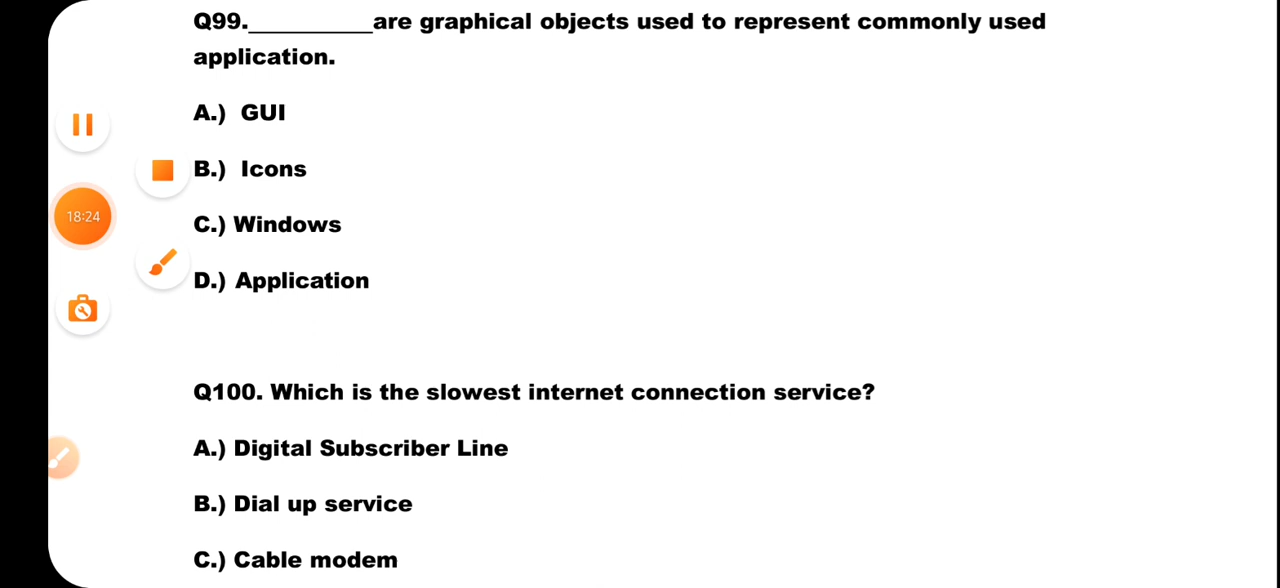 Q99.__________are graphical objects used to represent commonly used
application.
A.) GUI
B.) Icons
18:24
C.) Windows
D.) Application
Q100. Which is the slowest internet connection service?
A.) Digital Subscriber Line
B.) Dial up service
C.) Cable modem